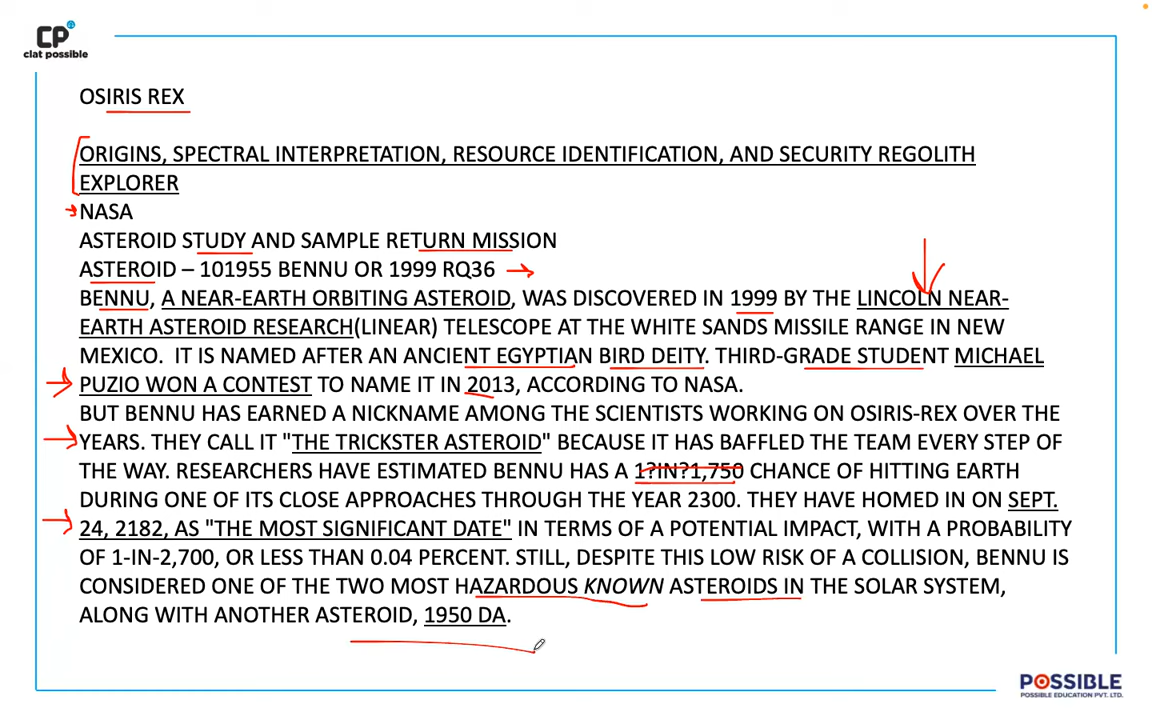 CP
clat possible
OSIRIS REX
ORIGINS, SPECTRAL INTERPRETATION, RESOURCE IDENTIFICATION, AND SECURITY REGOLITH
EXPLORER
NASA
ASTEROID STUDY AND SAMPLE RETURN MISSION
ASTEROID – 101955 BENNU OR 1999 RQ36
BENNU, A NEAR-EARTH ORBITING ASTEROID, WAS DISCOVERED IN 1999 BY THE LINCOLN NEAR-
EARTH ASTEROID RESEARCH(LINEAR) TELESCOPE AT THE WHITE SANDS MISSILE RANGE IN NEW
MEXICO.  IT IS NAMED AFTER AN ANCIENT EGYPTIAN BIRD DEITY. THIRD-GRADE STUDENT MICHAEL
PUZIO WON A CONTEST TO NAME IT IN 2013, ACCORDING TO NASA.
BUT BENNU HAS EARNED A NICKNAME AMONG THE SCIENTISTS WORKING ON OSIRIS-REX OVER THE
YEARS. THEY CALL IT "THE TRICKSTER ASTEROID" BECAUSE IT HAS BAFFLED THE TEAM EVERY STEP OF
THE WAY. RESEARCHERS HAVE ESTIMATED BENNU HAS A 1?IN?1,750 CHANCE OF HITTING EARTH
DURING ONE OF ITS CLOSE APPROACHES THROUGH THE YEAR 2300. THEY HAVE HOMED IN ON SEPT.
24, 2182, AS "THE MOST SIGNIFICANT DATE" IN TERMS OF A POTENTIAL IMPACT, WITH A PROBABILITY
OF 1-IN-2,700, OR LESS THAN 0.04 PERCENT. STILL, DESPITE THIS LOW RISK OF A COLLISION, BENNU IS
CONSIDERED ONE OF THE TWO MOST HAZARDOUS KNOWN ASTEROIDS IN THE SOLAR SYSTEM,
ALONG WITH ANOTHER ASTEROID, 1950 DA.
POSSIBLE
POSSIBLE EDUCATION PVT. LTD.